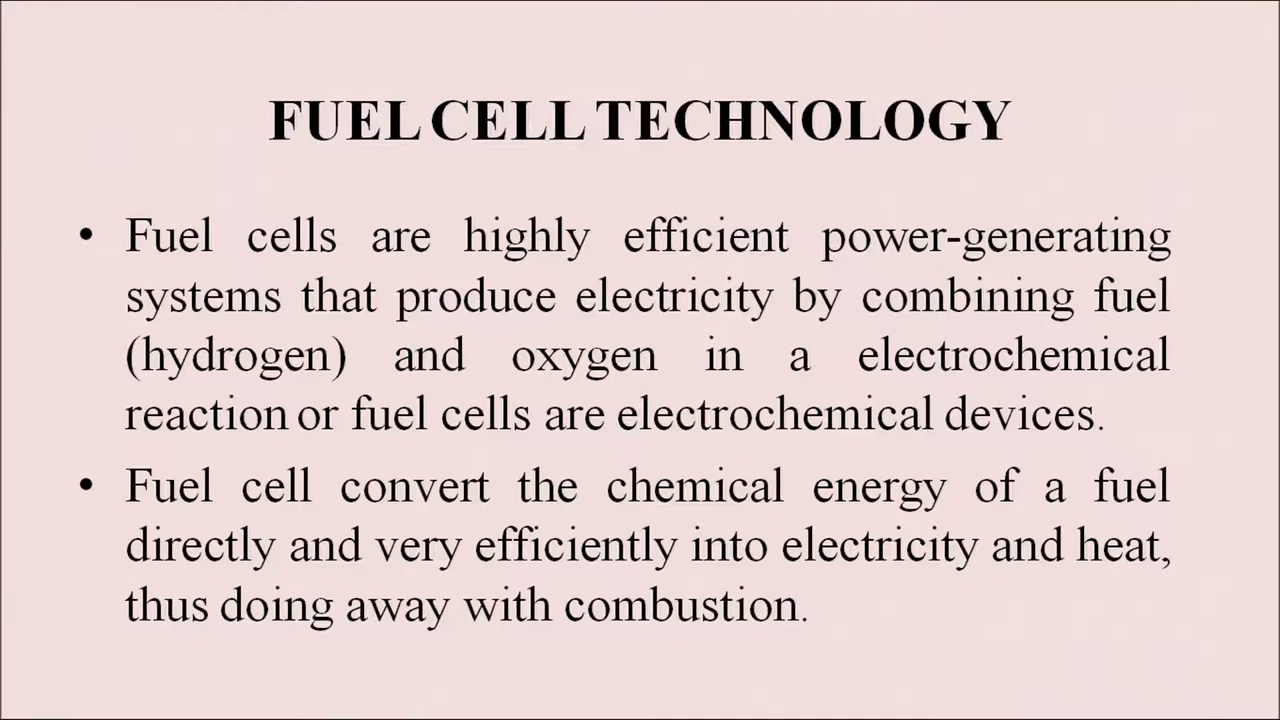 FUEL CELL TECHNOLOGY
• Fuel cells are highly efficient power-generating
systems that produce electricity by combining fuel
(hydrogen) and oxygen in a electrochemical
reaction or fuel cells are electrochemical devices.
• Fuel cell convert the chemical energy of a fuel
directly and very efficiently into electricity and heat,
thus doing away with combustion.